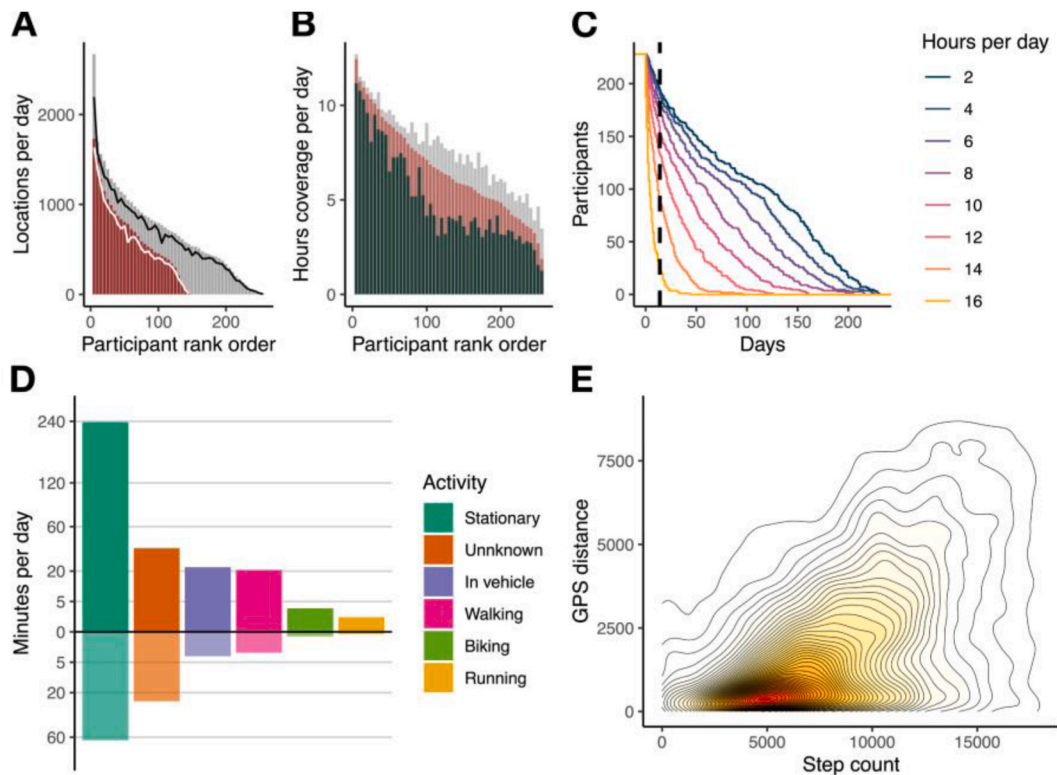 A
B
C
Locations per day
2000
1000
0
0
100
200
Participant rank order
Hours coverage per day
10
5
0
0
100
200
Participant rank order
Participants
200
150
100
50
0
0
50
100
150
200
Days
Hours per day
2
4
6
8
10
12
14
16
D
Minutes per day
240
120
60
20
5
0
5
20
60
Activity
Stationary
Unnknown
In vehicle
Walking
Biking
Running
E
GPS distance
7500
5000
2500
0
0
5000
10000
15000
Step count